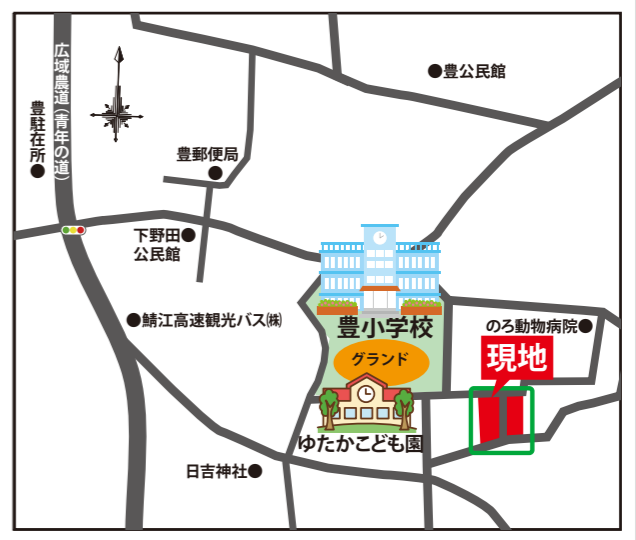 広域農道(青年の道)
豊駐在所
豊公民館
豊郵便局
下野田
公民館
鯖江高速観光バス㈱
豊小学校
グランド
のろ動物病院
現地
ゆたかこども園
日吉神社